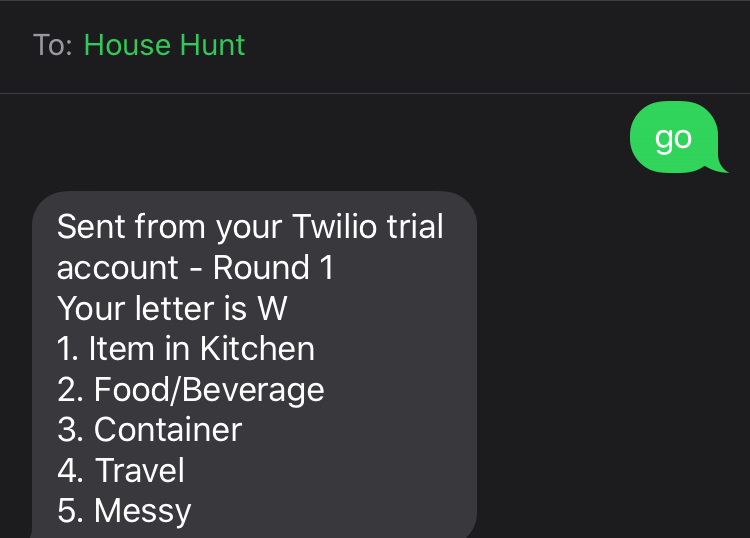 To: House Hunt
go
Sent from your Twilio trial
account - Round 1
Your letter is W
1. Item in Kitchen
2. Food/Beverage
3. Container
4. Travel
5. Messy